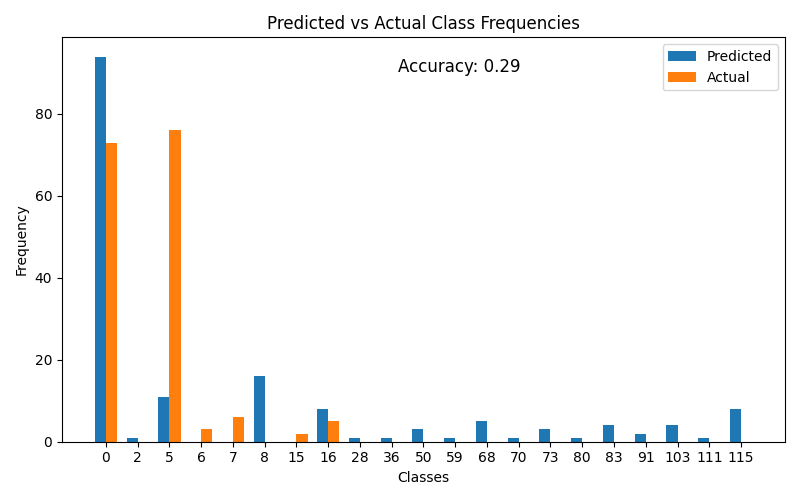 Predicted vs Actual Class Frequencies
Accuracy: 0.29
Predicted
Actual
Frequency
80
60
40
20
0
0 2 5 6 7 8 15 16 28 36 50 59 68 70 73 80 83 91 103 111 115
Classes